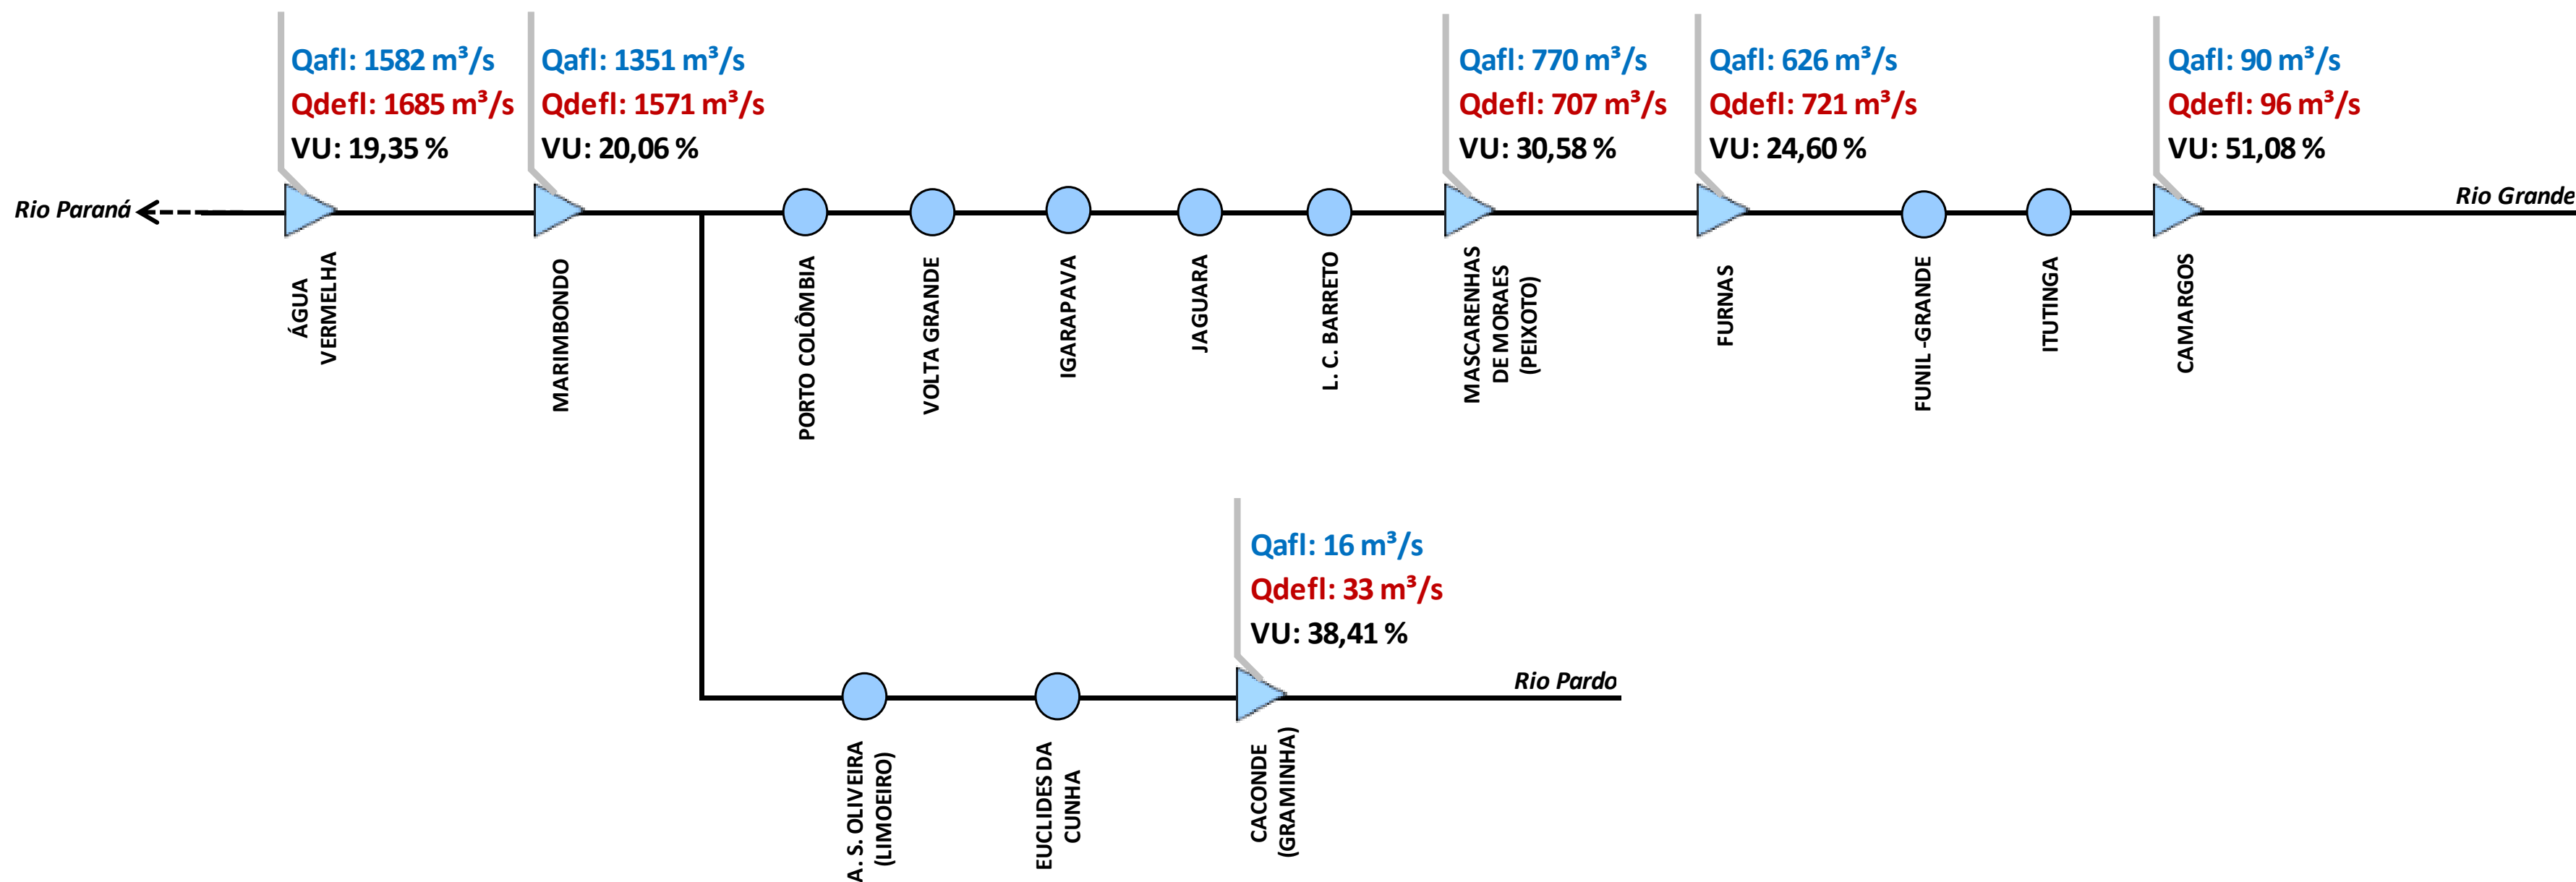 Qafl: 1582 m³/s
Qdefl: 1685 m³/s
VU: 19,35 %
Qafl: 1351 m³/s
Qdefl: 1571 m³/s
VU: 20,06 %
Qafl: 770 m³/s
Qdefl: 707 m³/s
VU: 30,58 %
Qafl: 626 m³/s
Qdefl: 721 m³/s
VU: 24,60 %
Qafl: 90 m³/s
Qdefl: 96 m³/s
VU: 51,08 %
Rio Paraná
Rio Grande
ÁGUA
VERMELHA
MARIMBONDO
PORTO COLÔMBIA
VOLTA GRANDE
IGARAPAVA
JAGUARA
L. C. BARRETO
MASCARENHAS
DE MORAES
(PEIXOTO)
FURNAS
FUNIL -GRANDE
ITUTINGA
CAMARGOS
Qafl: 16 m³/s
Qdefl: 33 m³/s
VU: 38,41 %
Rio Pardo
A. S. OLIVEIRA
(LIMOEIRO)
EUCLIDES DA
CUNHA
CACONDE
(GRAMINHA)